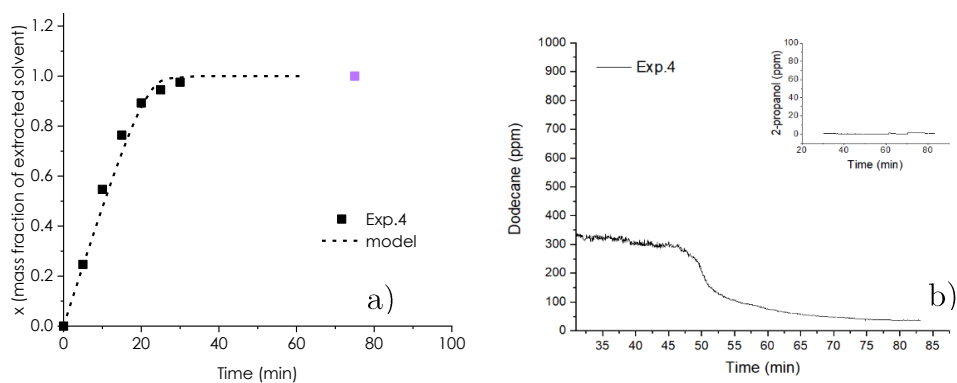 x (mass fraction of extracted solvent)
1.2
1.0
0.8
0.6
0.4
0.2
0.0
0 20 40 60 80 100
Time (min)
Exp.4
model
a)
Dodecane (ppm)
1000
900
800
700
600
500
400
300
200
100
0
35 40 45 50 55 60 65 70 75 80 85
Time (min)
Exp.4
2-propanol (ppm)
100
80
60
40
20
0
20 40 60 80
Time (min)
b)